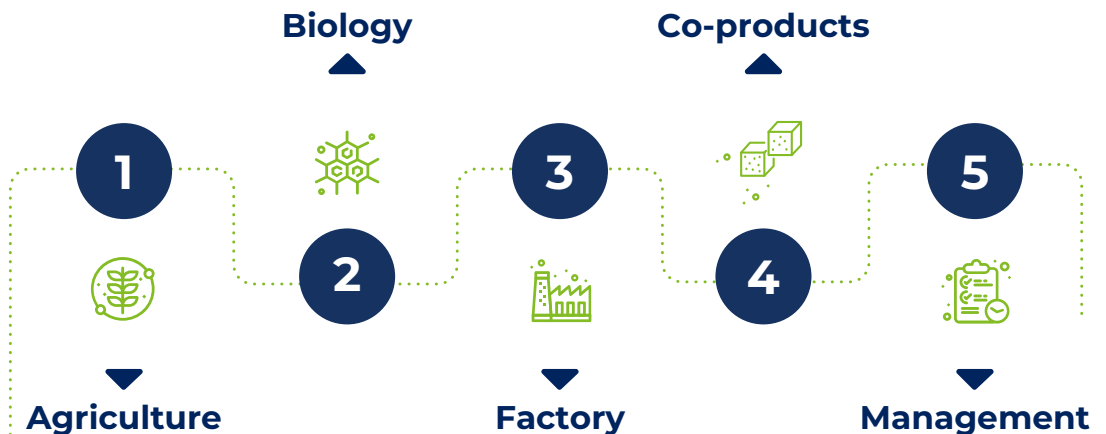 Biology
Co-products
1
3
5
2
4
Agriculture
Factory
Management